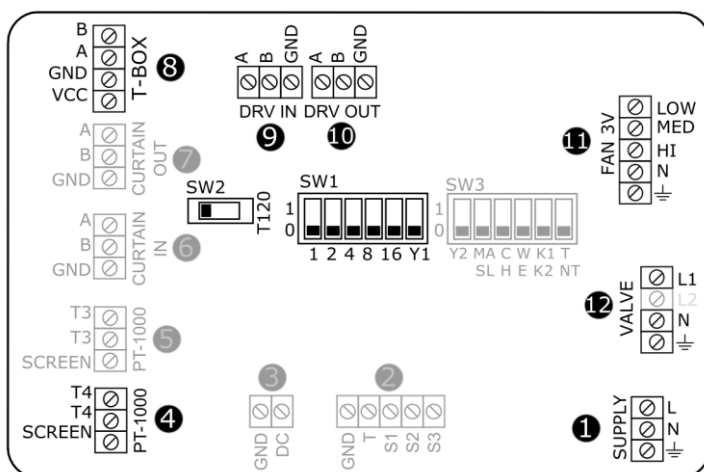 B
A
GND
VCC
T-BOX
8
A
B
GND
DRV IN
9
A
B
GND
DRV OUT
10
11
FAN 3V
LOW
MED
HI
N
A
B
GND
CURTAIN
OUT
7
SW2
T120
SW1
1
0
1 2 4 8 16 Y1
SW3
1
0
Y2 MA C W K1 T
SL H E K2 NT
A
B
GND
CURTAIN
IN
6
12
VALVE
L1
L2
N
T3
T3
SCREEN
PT-1000
5
T4
T4
SCREEN
PT-1000
4
3
GND
DC
2
GND
T
S1
S2
S3
1
SUPPLY
L
N